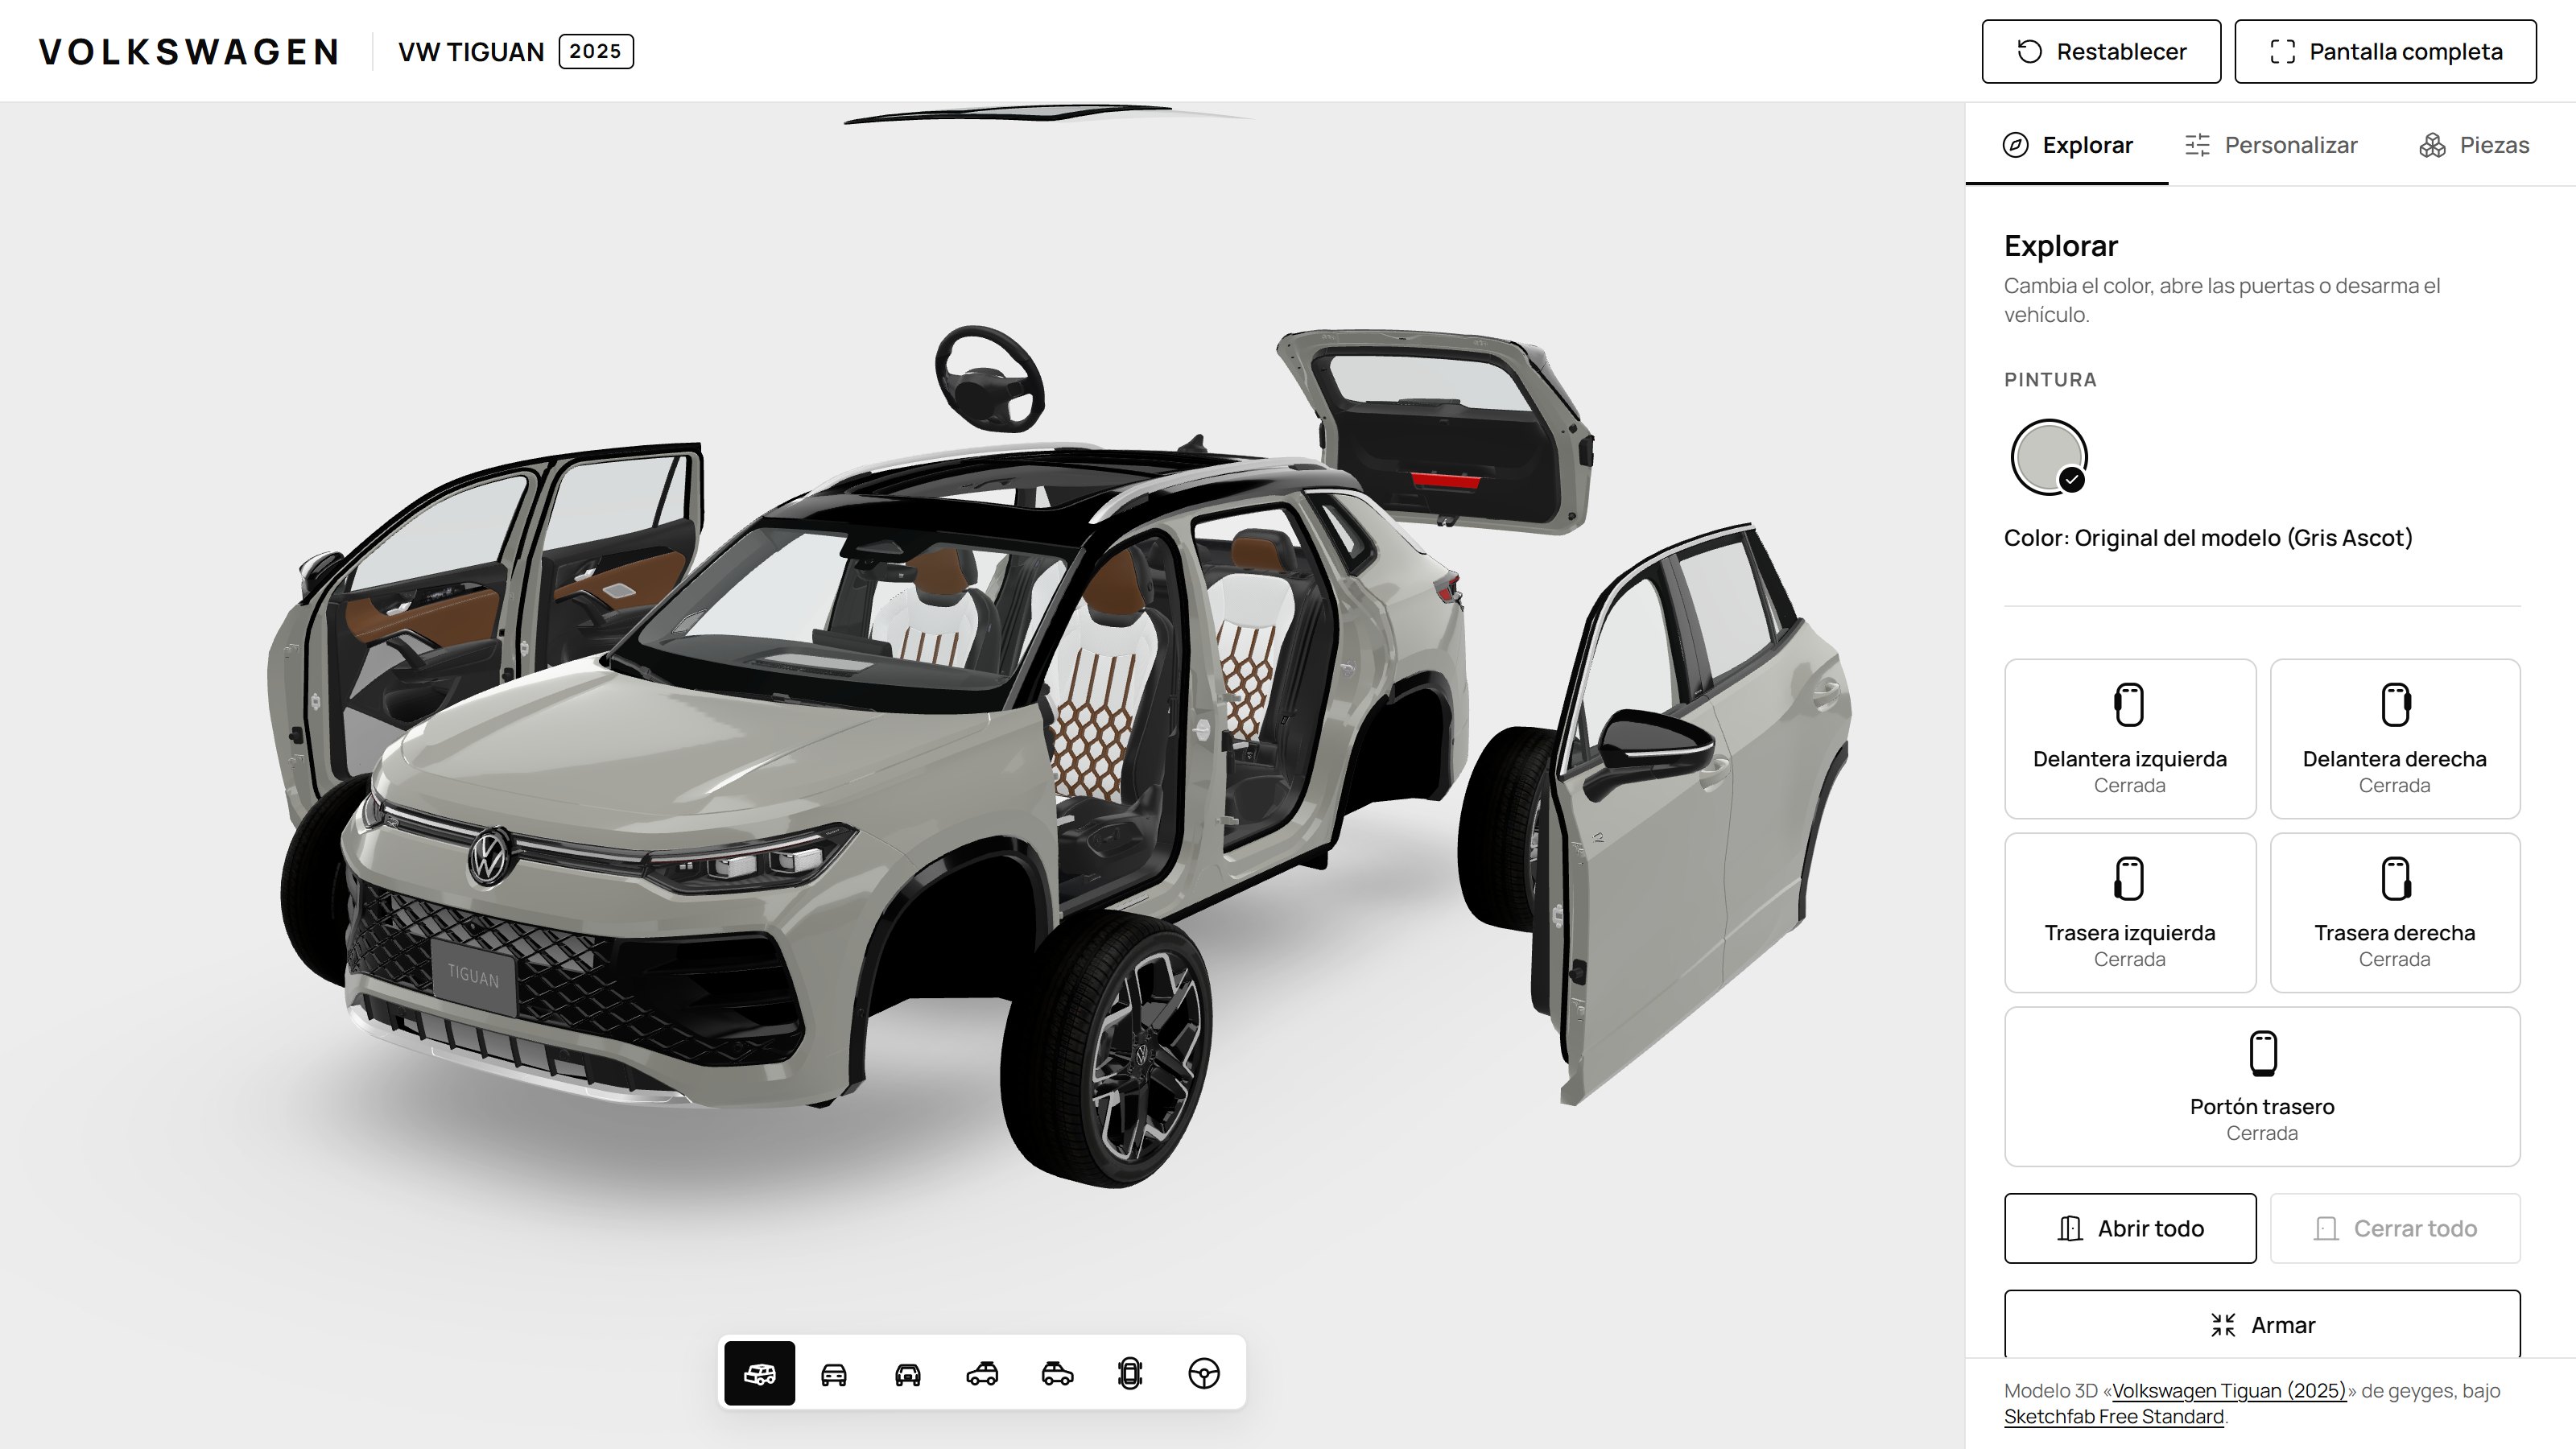 VOLKSWAGEN
VW TIGUAN
2025
Restablecer
Pantalla completa
Explorar
Personalizar
Piezas
Explorar
Cambia el color, abre las puertas o desarma el
vehículo.
PINTURA
Color: Original del modelo (Gris Ascot)
Delantera izquierda
Cerrada
Delantera derecha
Cerrada
Trasera izquierda
Cerrada
Trasera derecha
Cerrada
Portón trasero
Cerrada
Abrir todo
Cerrar todo
Armar
TIGUAN
Modelo 3D «Volkswagen Tiguan (2025)» de geyges, bajo
Sketchfab Free Standard.